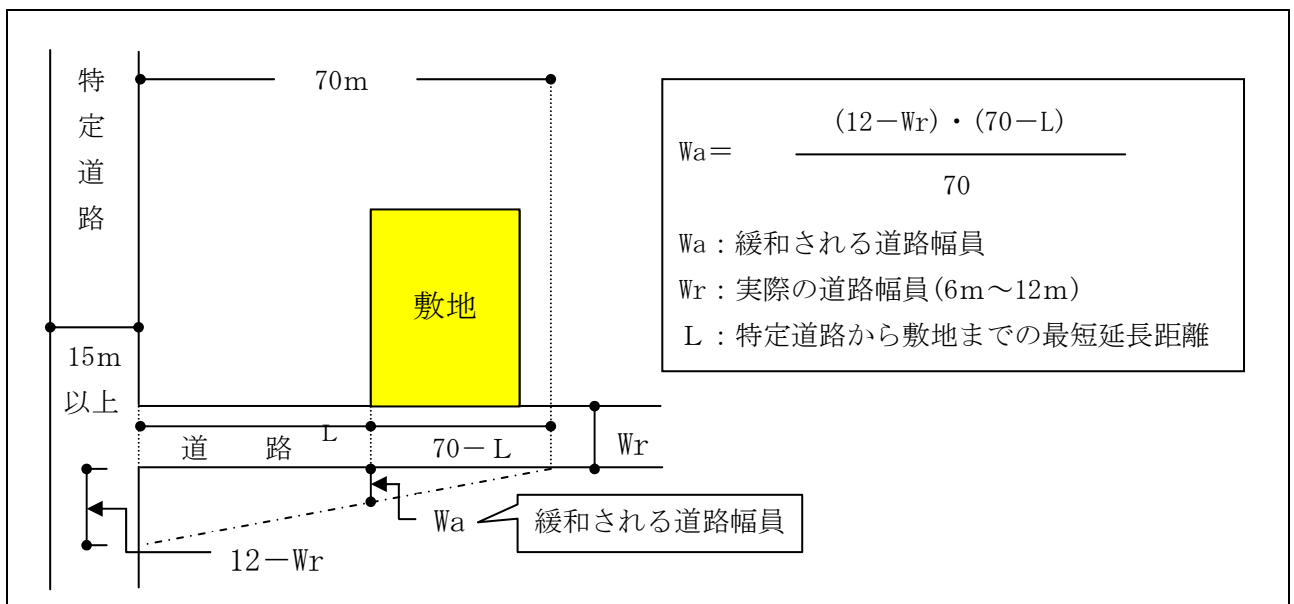 特定道路
70m
敷地
15m
以上
道　路
L
70－L
Wr
Wa
緩和される道路幅員
12－Wr
(12－Wr)・(70－L)
Wa＝
70
Wa：緩和される道路幅員
Wr：実際の道路幅員(6m～12m)
L：特定道路から敷地までの最短延長距離